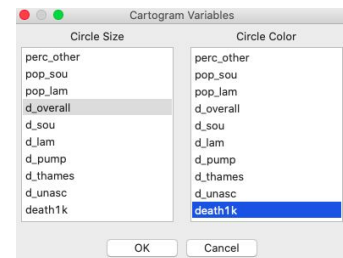 Cartogram Variables
Circle Size
perc_other
pop_sou
pop_lam
d_overall
d_sou
d_lam
d_pump
d_thames
d_unasc
death1k
Circle Color
perc_other
pop_sou
pop_lam
d_overall
d_sou
d_lam
d_pump
d_thames
d_unasc
death1k
OK
Cancel